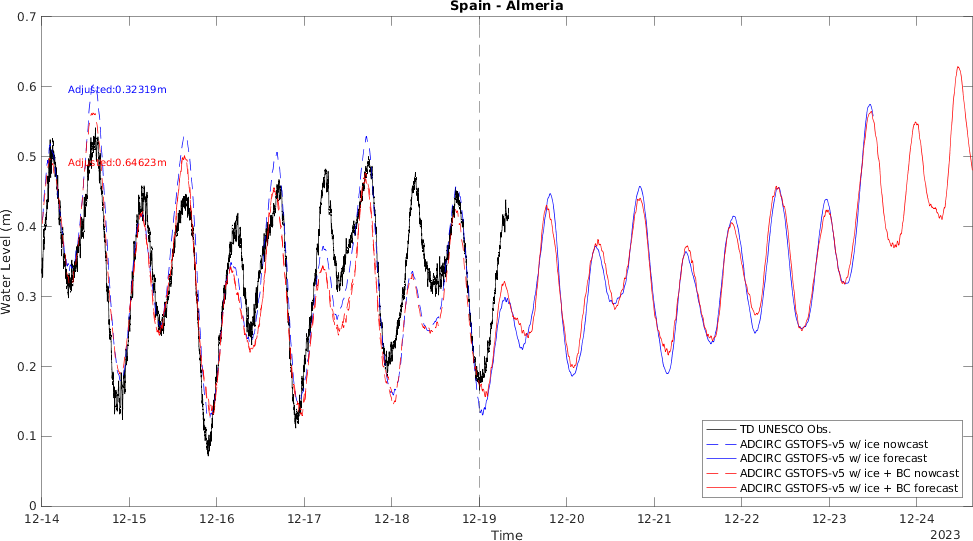 Spain - Almeria
0.7
0.6
0.5
0.4
0.3
0.2
0.1
0
Water Level (m)
Adjusted:0.32319m
Adjusted:0.64623m
TD UNESCO Obs.
ADCIRC GSTOFS-v5 w/ ice nowcast
ADCIRC GSTOFS-v5 w/ ice forecast
ADCIRC GSTOFS-v5 w/ ice + BC nowcast
ADCIRC GSTOFS-v5 w/ ice + BC forecast
12-14 12-15 12-16 12-17 12-18 12-19 12-20 12-21 12-22 12-23 12-24
Time
2023